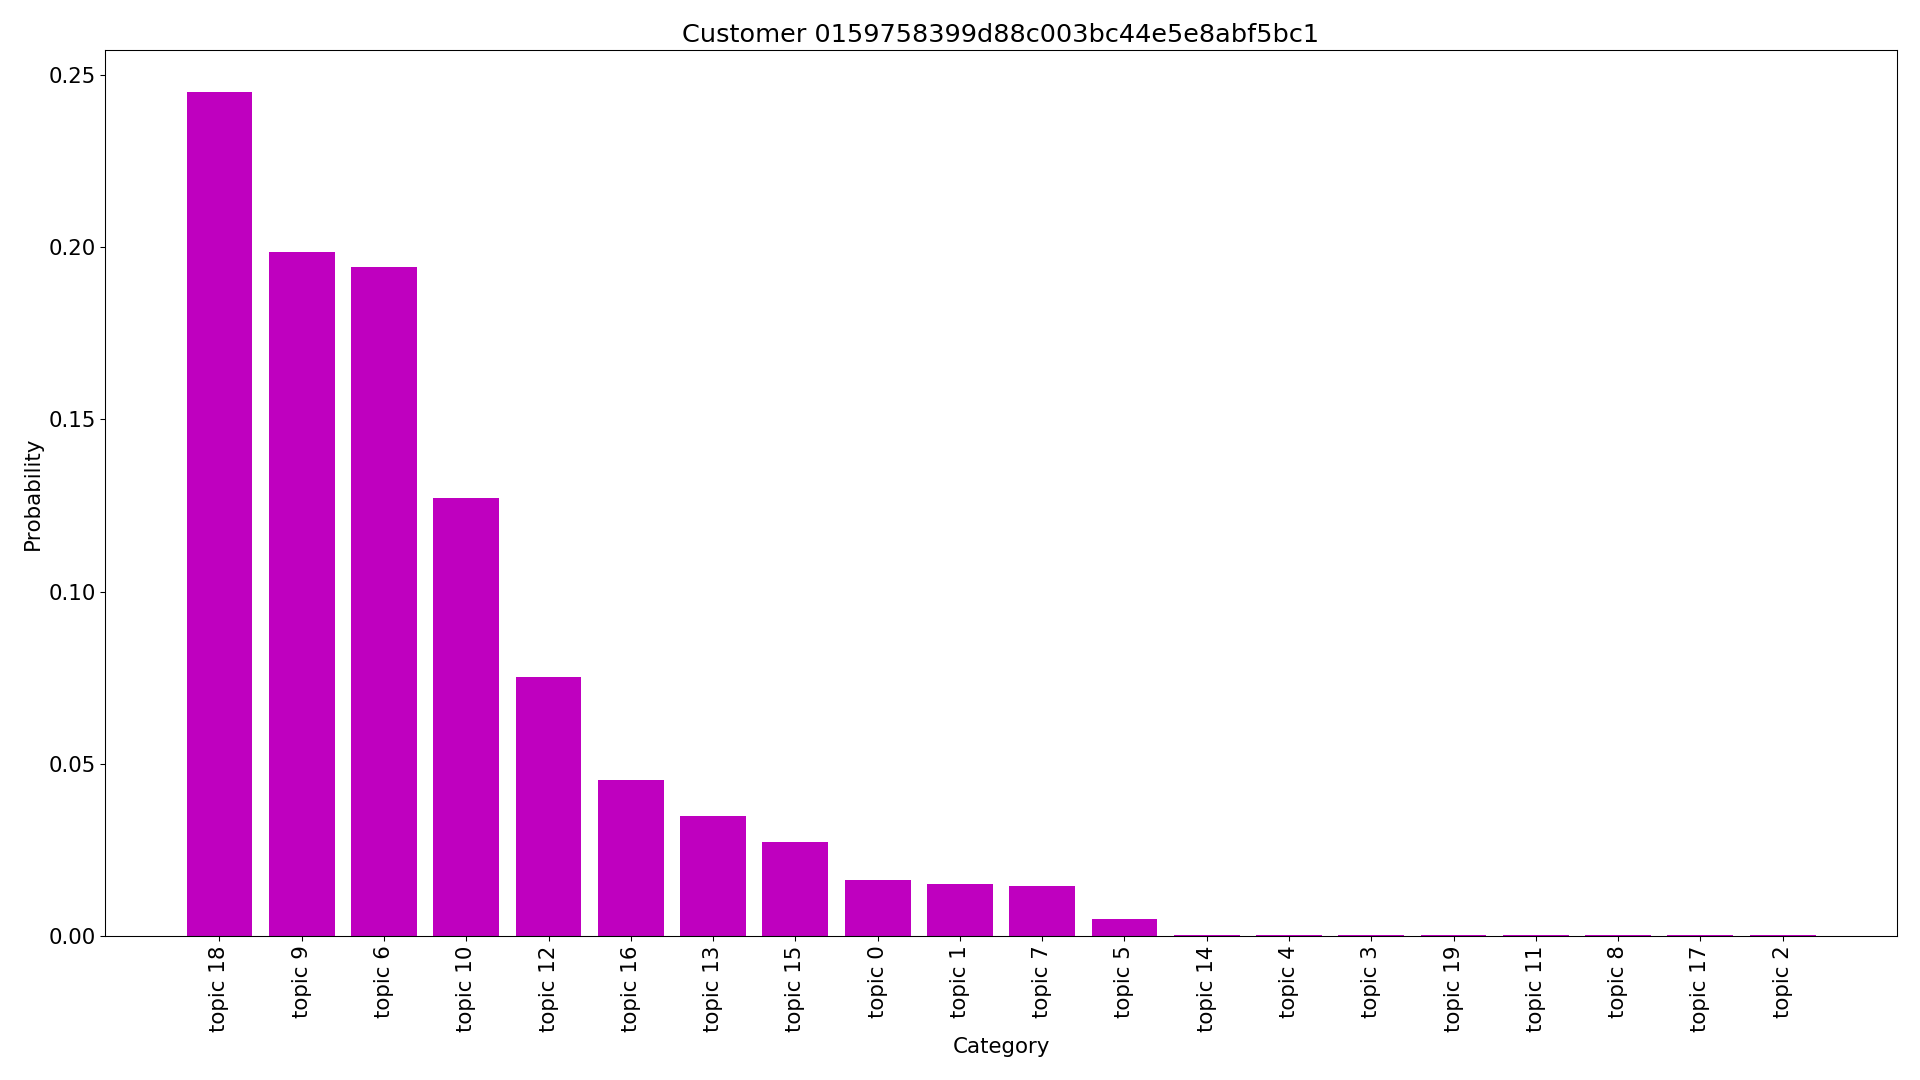 Customer 0159758399d88c003bc44e5e8abf5bc1
0.25
0.20
0.15
0.10
0.05
0.00
Probability
topic 18
topic 9
topic 6
topic 10
topic 12
topic 16
topic 13
topic 15
topic 0
topic 1
topic 7
topic 5
topic 14
topic 4
topic 3
topic 19
topic 11
topic 8
topic 17
topic 2
Category